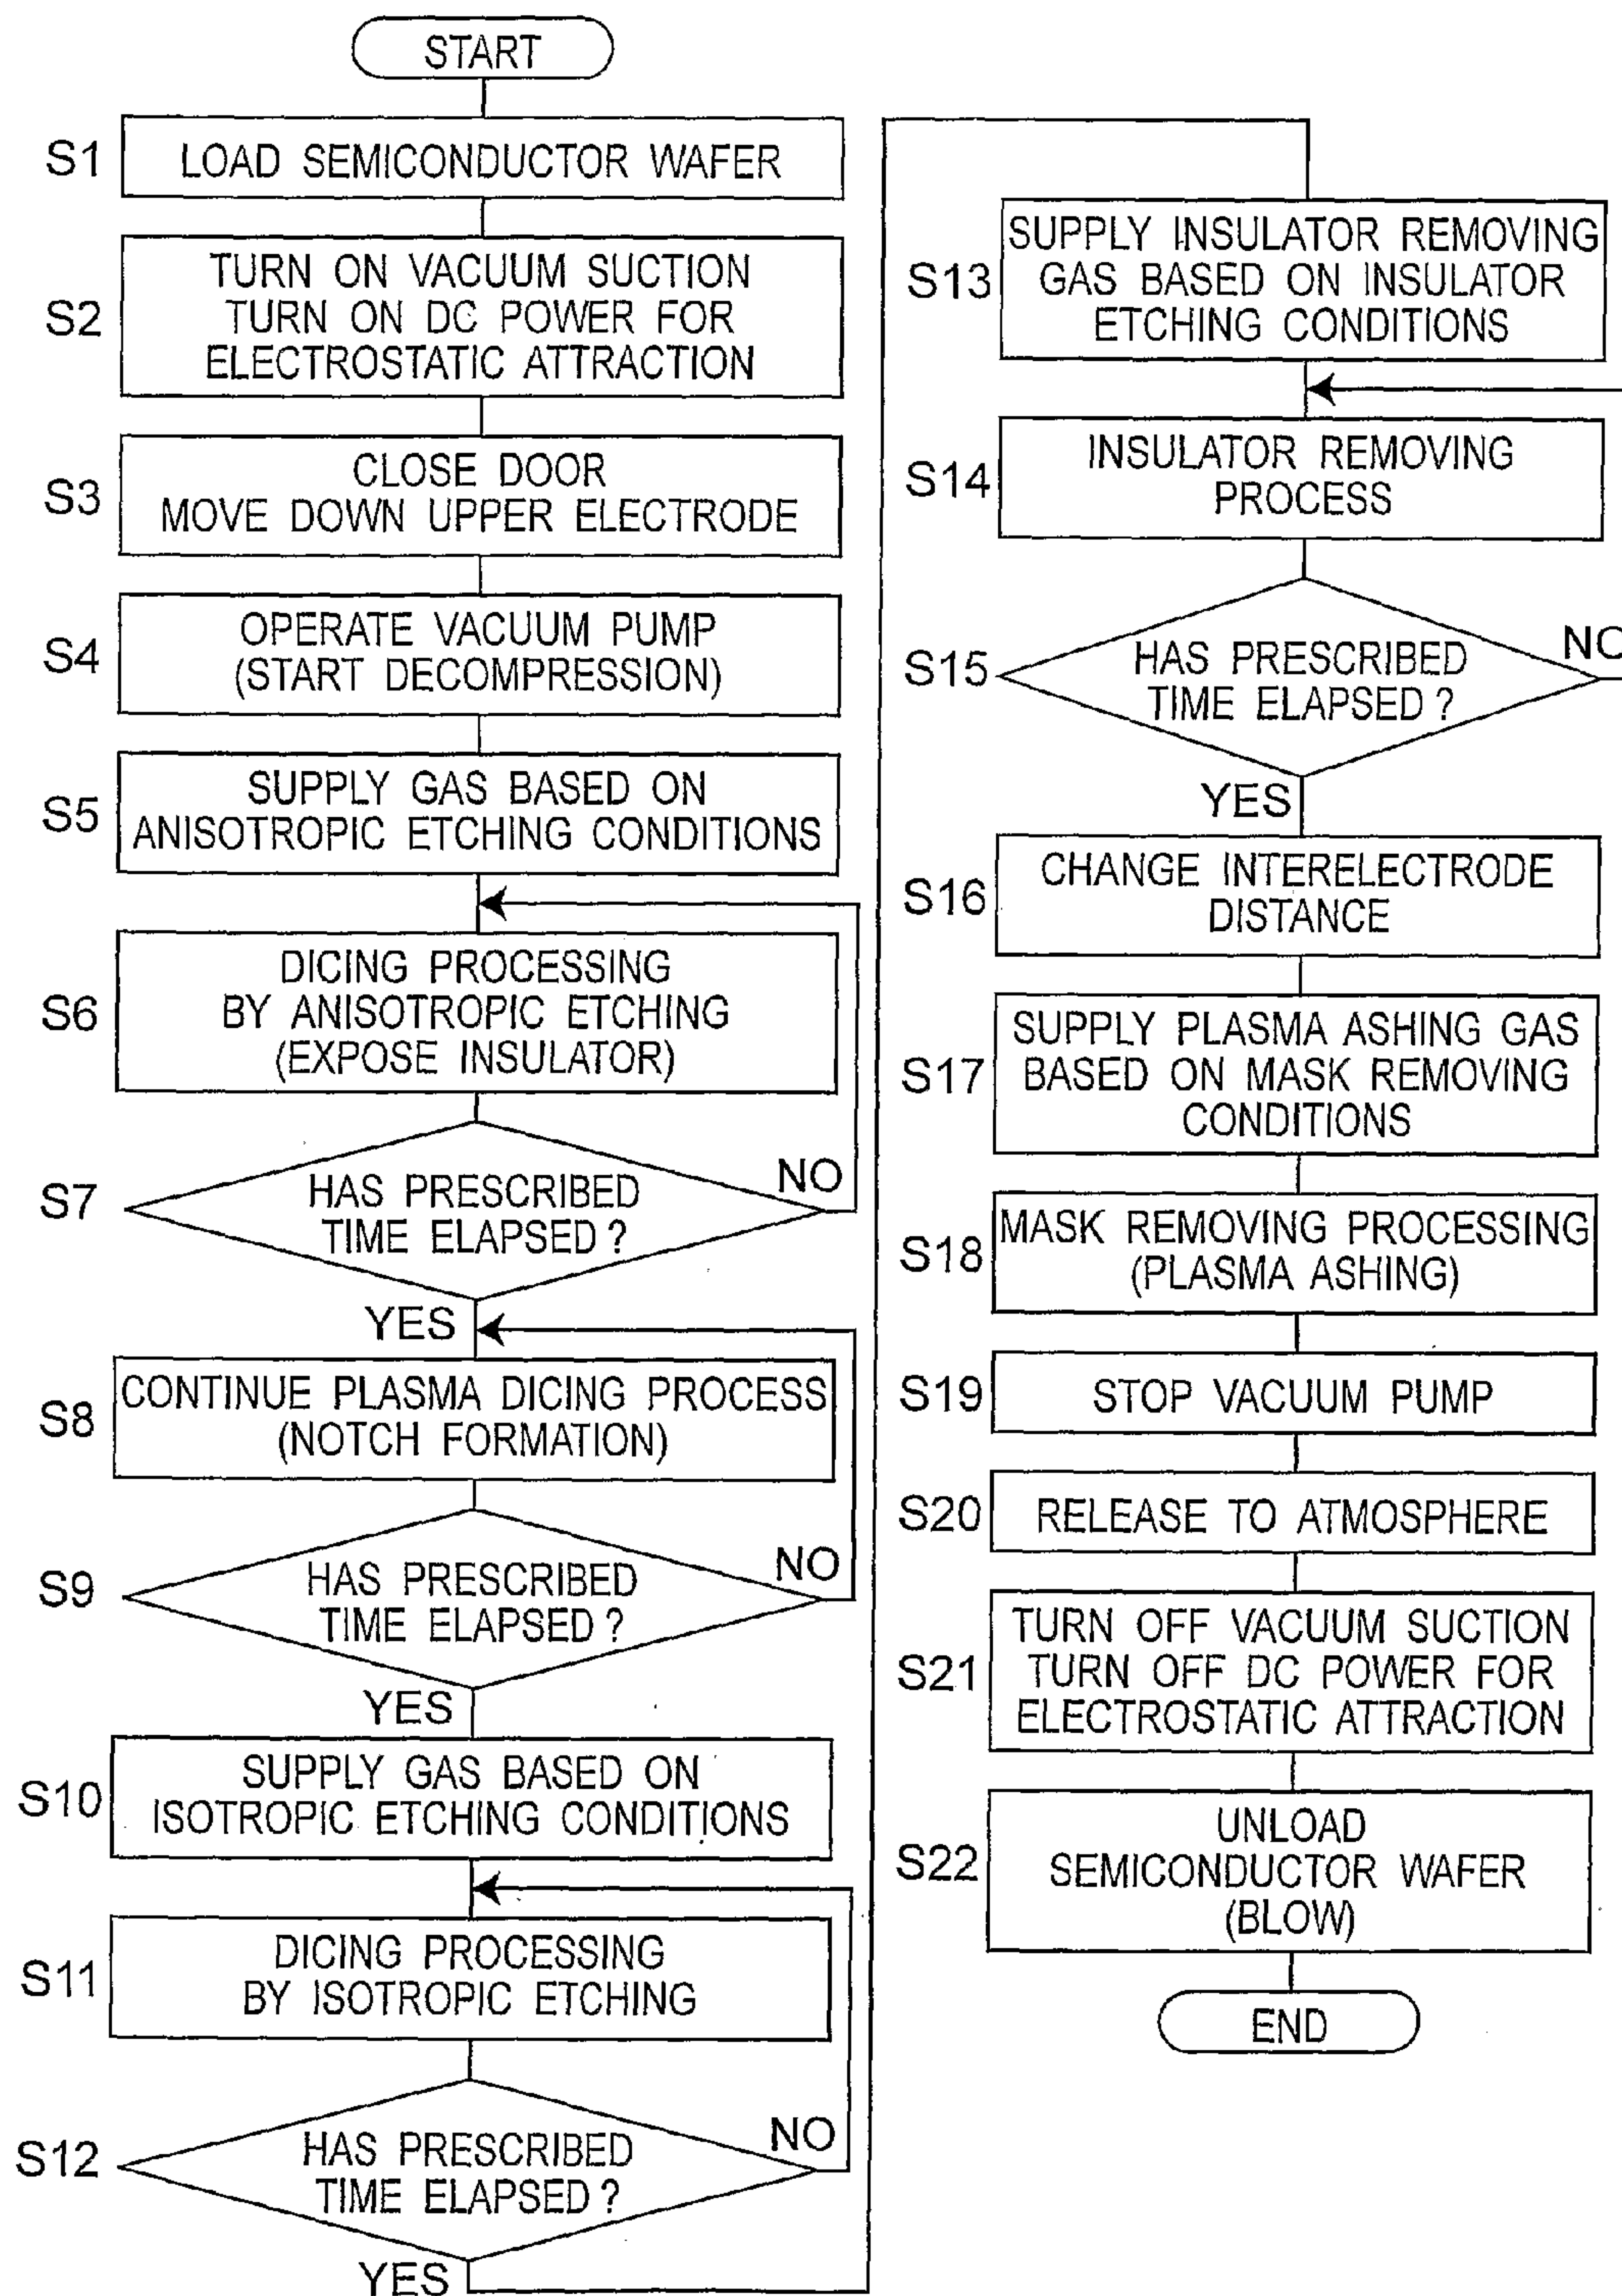 START
S1
LOAD SEMICONDUCTOR WAFER
S2
TURN ON VACUUM SUCTION
TURN ON DC POWER FOR
ELECTROSTATIC ATTRACTION
S3
CLOSE DOOR
MOVE DOWN UPPER ELECTRODE
S4
OPERATE VACUUM PUMP
(START DECOMPRESSION)
S5
SUPPLY GAS BASED ON
ANISOTROPIC ETCHING CONDITIONS
S6
DICING PROCESSING
BY ANISOTROPIC ETCHING
(EXPOSE INSULATOR)
S7
HAS PRESCRIBED
TIME ELAPSED ?
NO
YES
S8
CONTINUE PLASMA DICING PROCESS
(NOTCH FORMATION)
S9
HAS PRESCRIBED
TIME ELAPSED ?
NO
YES
S10
SUPPLY GAS BASED ON
ISOTROPIC ETCHING CONDITIONS
S11
DICING PROCESSING
BY ISOTROPIC ETCHING
S12
HAS PRESCRIBED
TIME ELAPSED ?
NO
YES
S13
SUPPLY INSULATOR REMOVING
GAS BASED ON INSULATOR
ETCHING CONDITIONS
S14
INSULATOR REMOVING
PROCESS
S15
HAS PRESCRIBED
TIME ELAPSED ?
NO
YES
S16
CHANGE INTERELECTRODE
DISTANCE
S17
SUPPLY PLASMA ASHING GAS
BASED ON MASK REMOVING
CONDITIONS
S18
MASK REMOVING PROCESSING
(PLASMA ASHING)
S19
STOP VACUUM PUMP
S20
RELEASE TO ATMOSPHERE
S21
TURN OFF VACUUM SUCTION
TURN OFF DC POWER FOR
ELECTROSTATIC ATTRACTION
S22
UNLOAD
SEMICONDUCTOR WAFER
(BLOW)
END